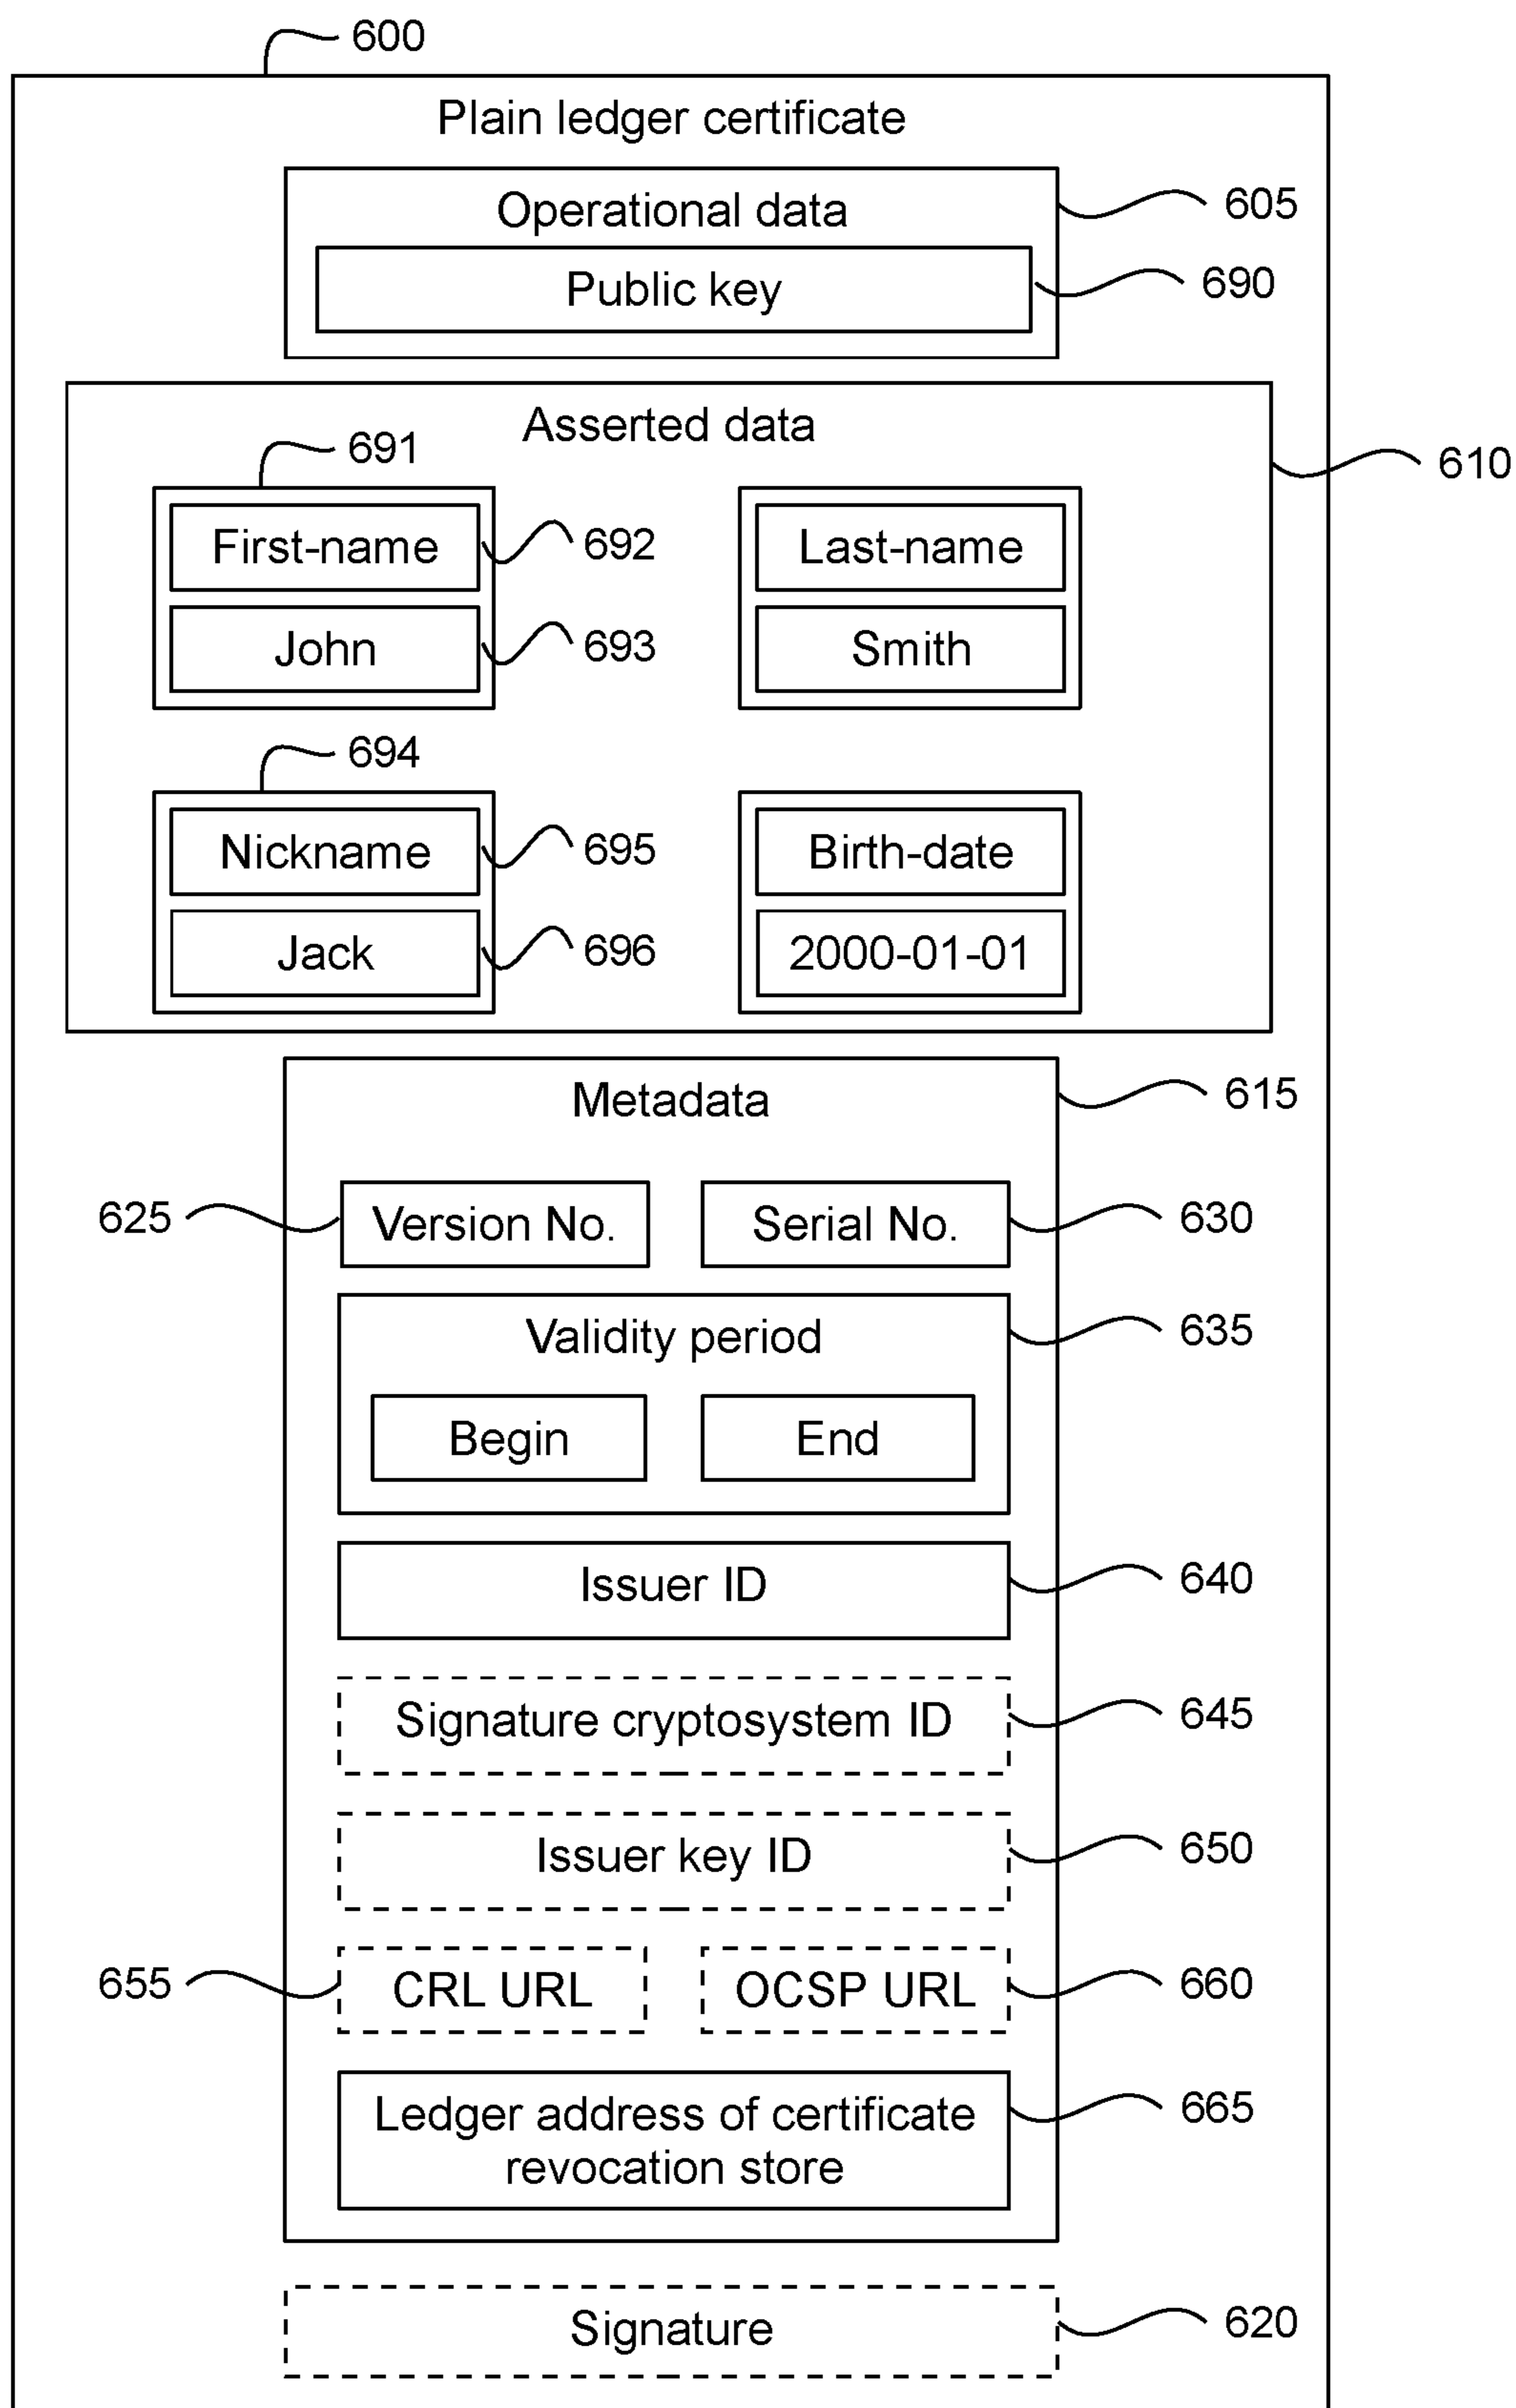 600
Plain ledger certificate
Operational data
605
Public key
690
Asserted data
610
691
First-name
692
Last-name
John
693
Smith
694
Nickname
695
Birth-date
Jack
696
2000-01-01
Metadata
615
625
Version No.
Serial No.
630
Validity period
635
Begin
End
Issuer ID
640
Signature cryptosystem ID
645
Issuer key ID
650
655
CRL URL
OCSP URL
660
Ledger address of certificate
revocation store
665
Signature
620